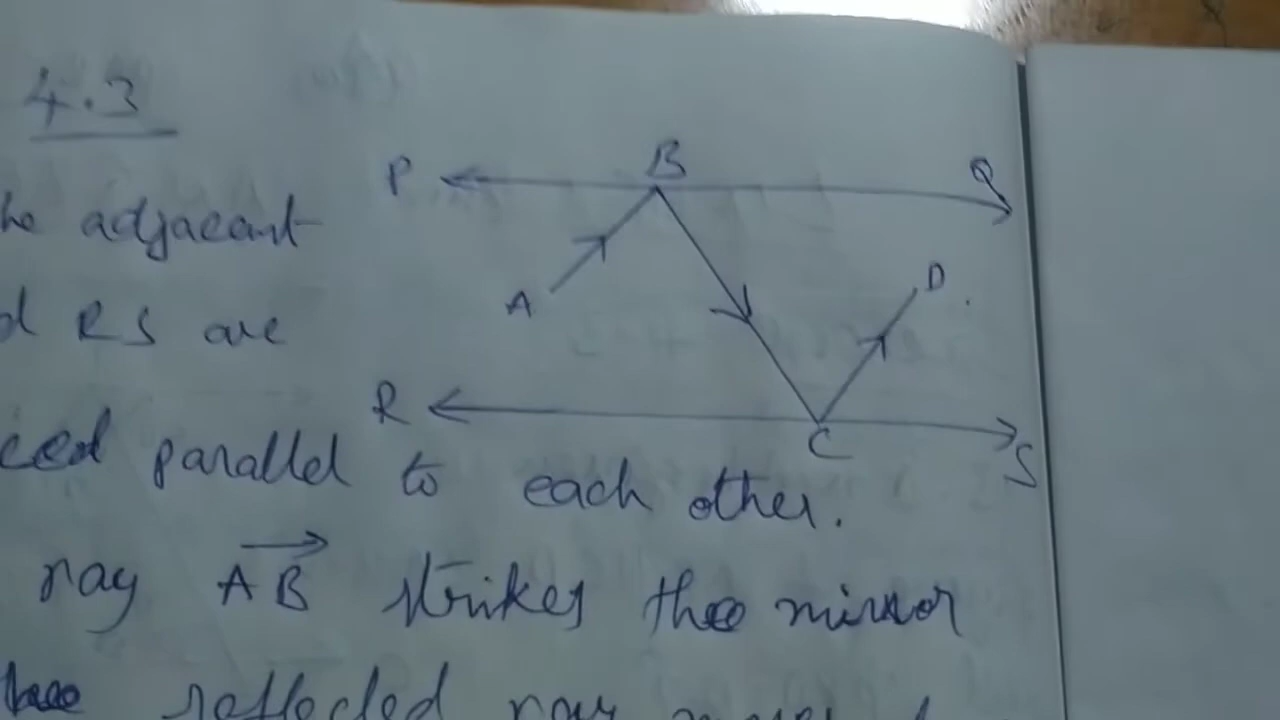 4.3
P B Q
he adjacent
A D.
d RS are
R C S
ced parallel to each other.
ray AB strikes the mirror
reflected ray